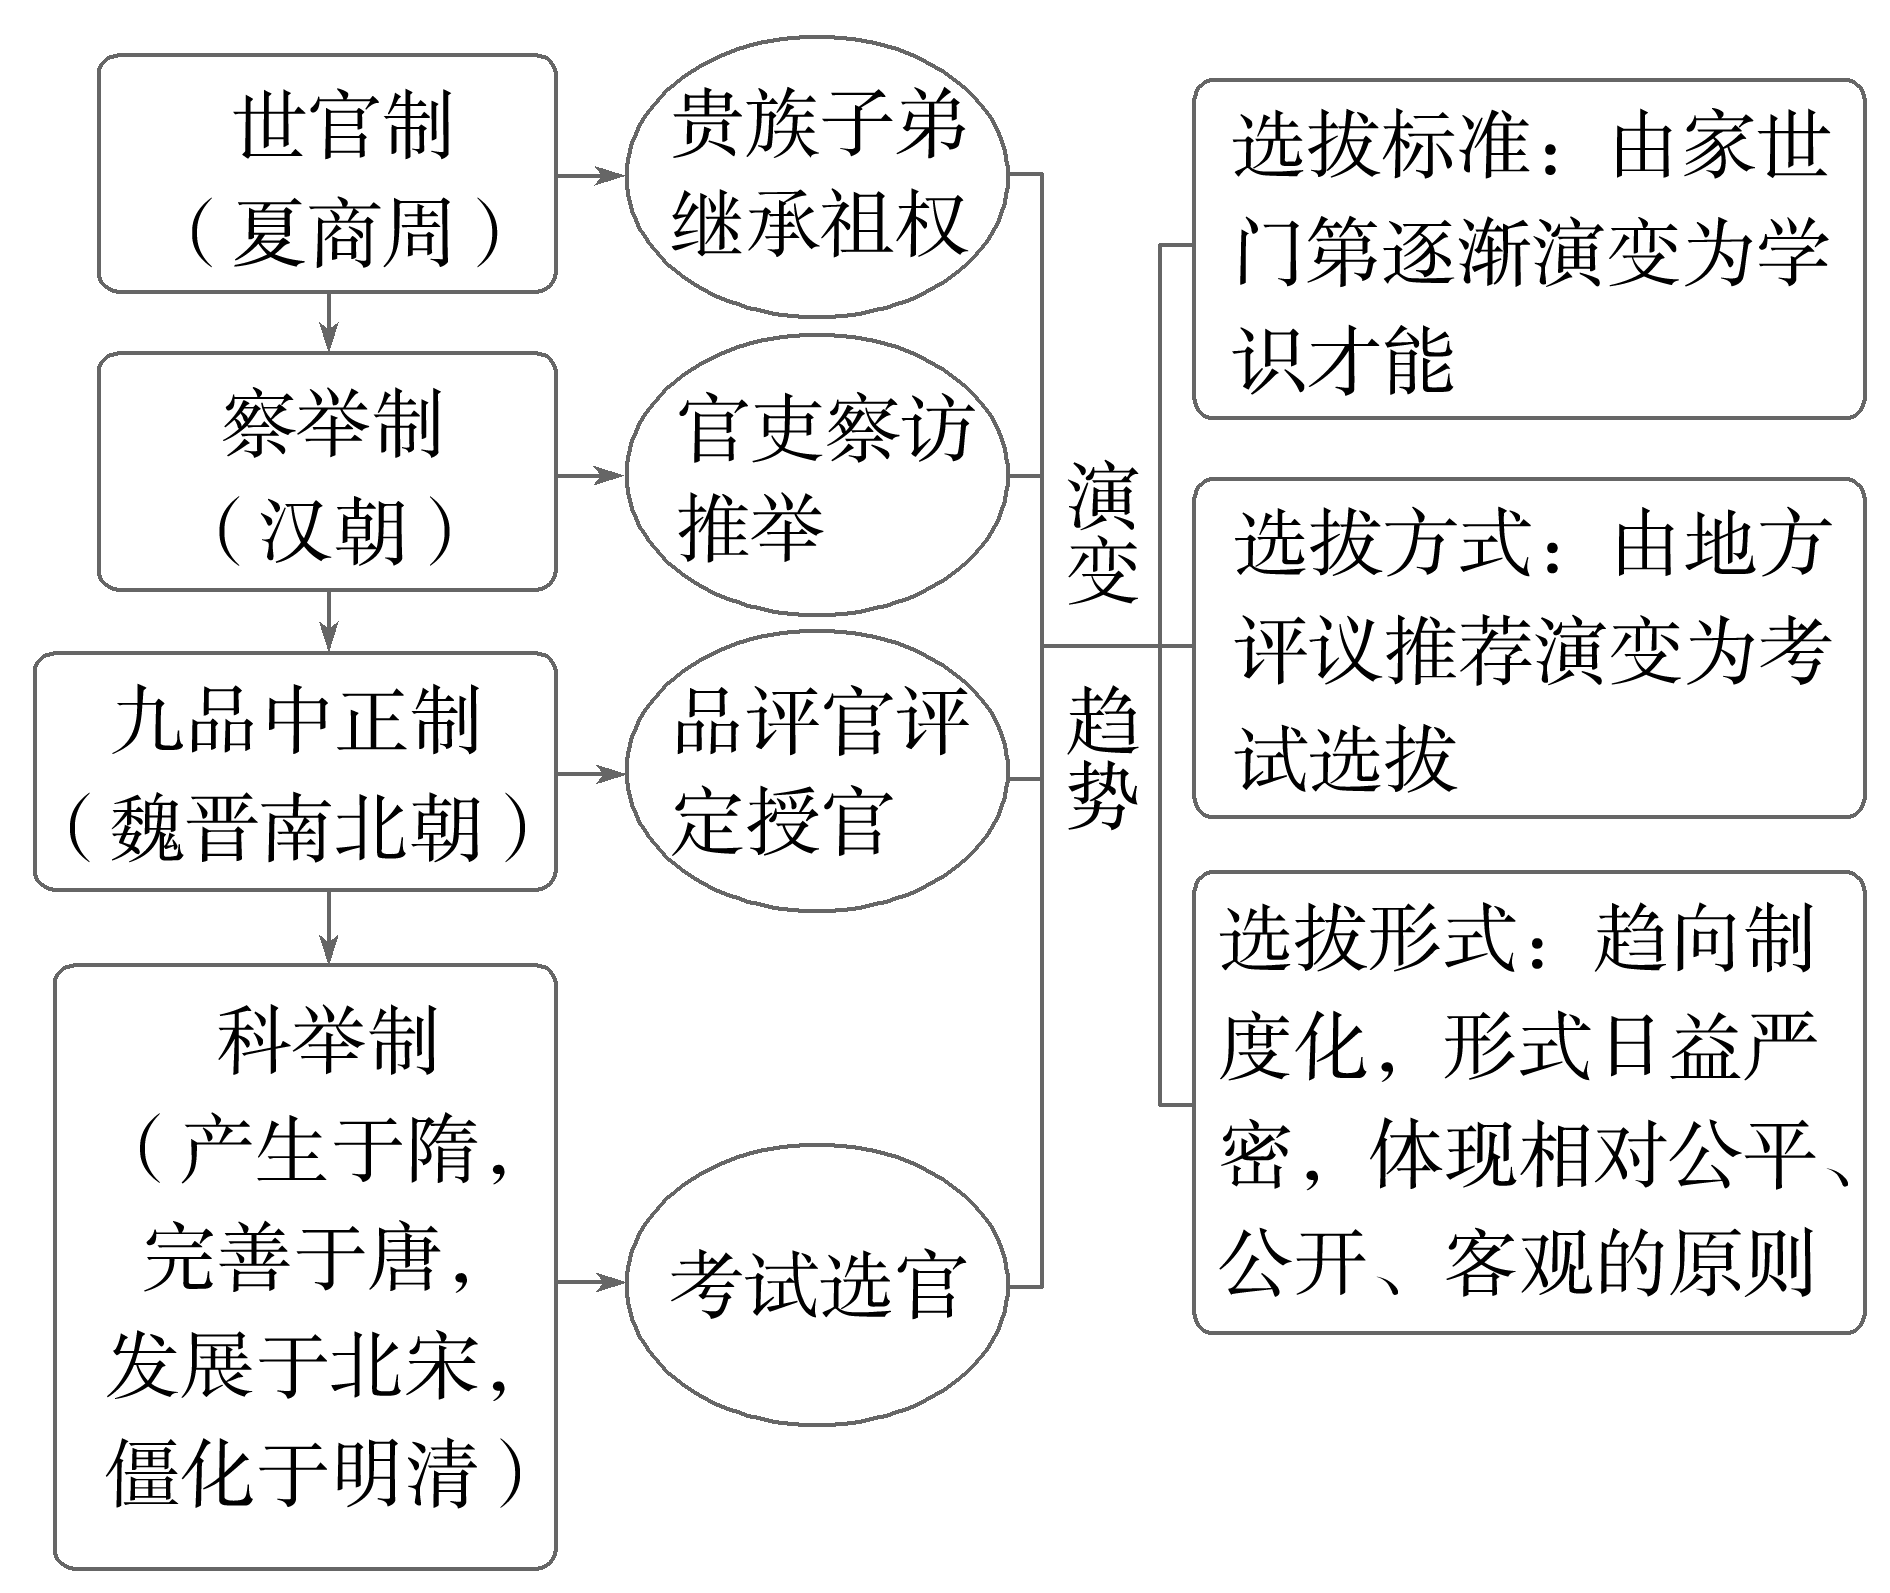 世官制
（夏商周）
贵族子弟
继承祖权
察举制
（汉朝）
官吏察访
推举
九品中正制
（魏晋南北朝）
品评官评
定授官
科举制
（产生于隋，
完善于唐，
发展于北宋，
僵化于明清）
考试选官
演变
趋势
选拔标准：由家世
门第逐渐演变为学
识才能
选拔方式：由地方
评议推荐演变为考
试选拔
选拔形式：趋向制
度化，形式日益严
密，体现相对公平、
公开、客观的原则